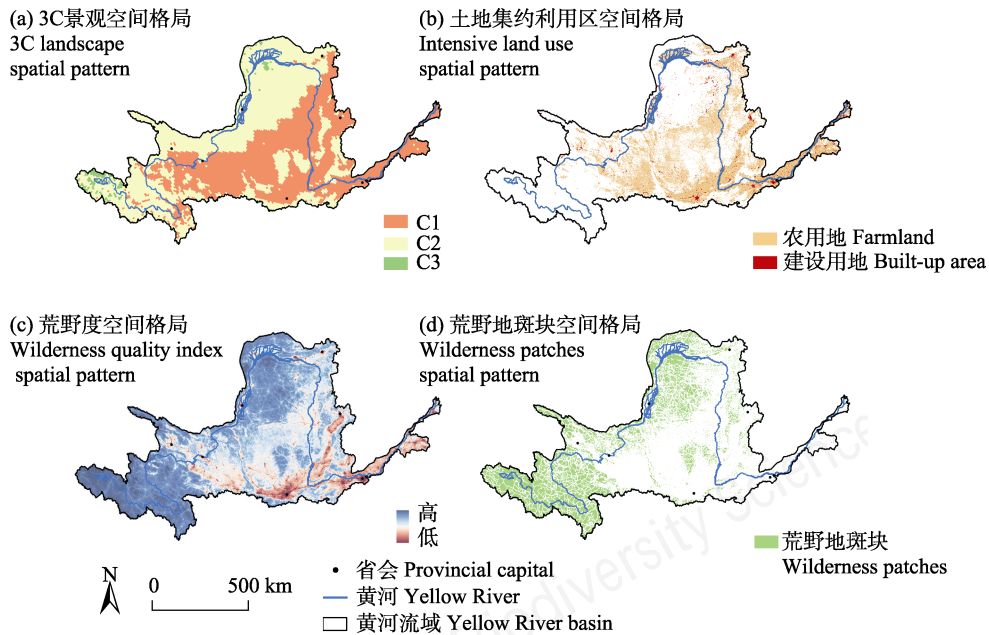 (a) 3C景观空间格局
3C landscape
spatial pattern
C1
C2
C3
(b) 土地集约利用区空间格局
Intensive land use
spatial pattern
农用地 Farmland
建设用地 Built-up area
(c) 荒野度空间格局
Wilderness quality index
spatial pattern
高
低
(d) 荒野地斑块空间格局
Wilderness patches
spatial pattern
荒野地斑块
Wilderness patches
N
0 500 km
省会 Provincial capital
黄河 Yellow River
黄河流域 Yellow River basin